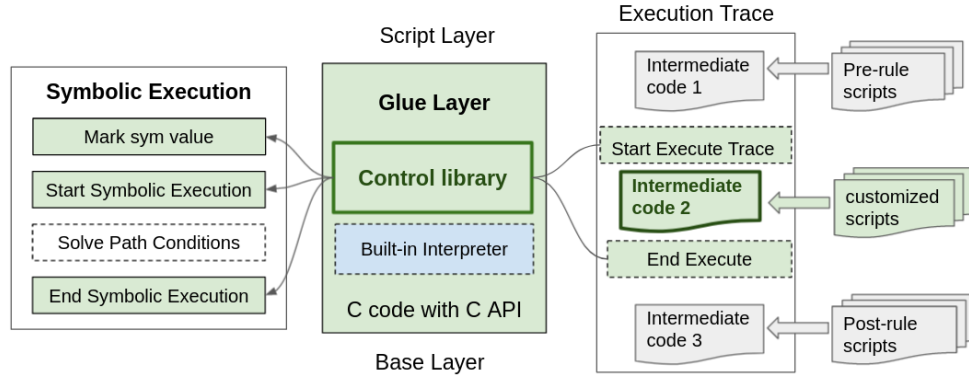 Script Layer
Execution Trace
Symbolic Execution
Mark sym value
Start Symbolic Execution
Solve Path Conditions
End Symbolic Execution
Glue Layer
Control library
Built-in Interpreter
C code with C API
Base Layer
Intermediate
code 1
Start Execute Trace
Intermediate
code 2
End Execute
Intermediate
code 3
Pre-rule
scripts
customized
scripts
Post-rule
scripts